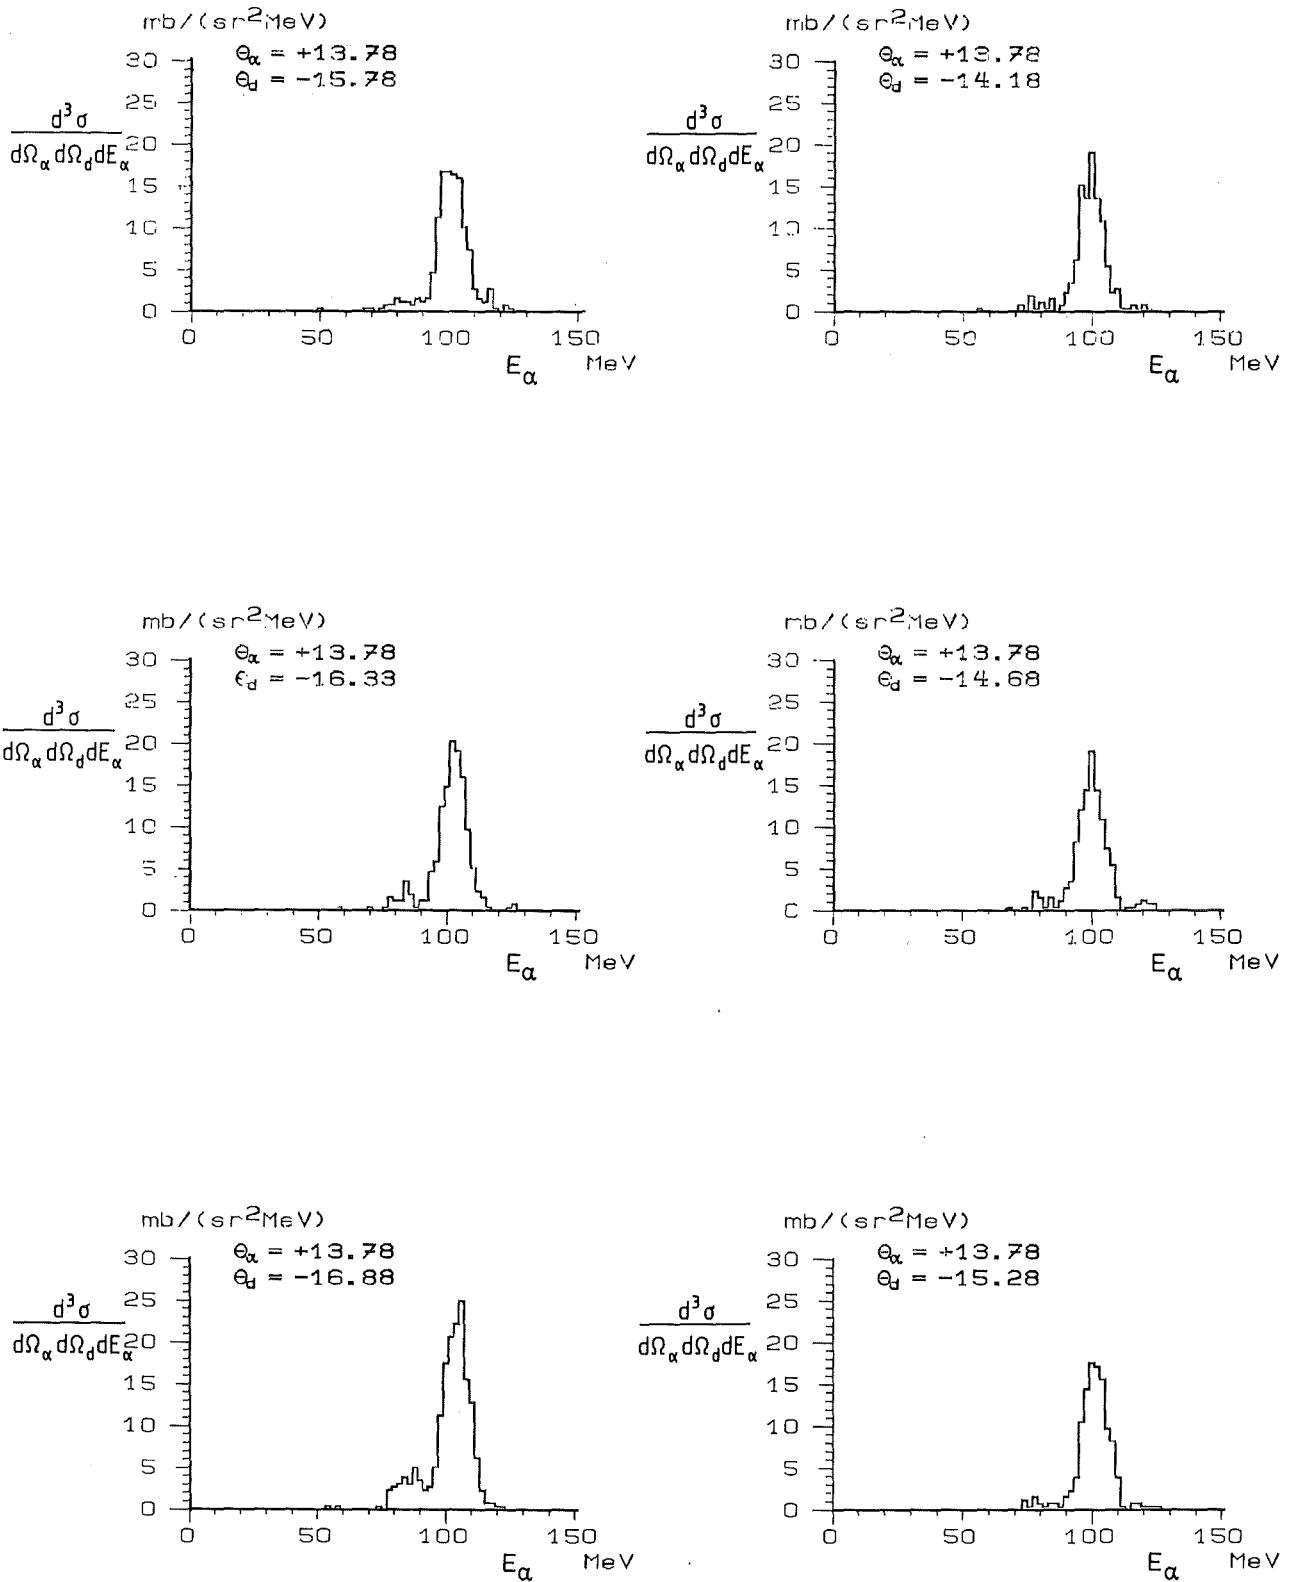 mb/(sr²MeV)
θα = +13.78
θd = -15.78
d³σ
dΩα dΩd dEα
30
25
20
15
10
5
0
0 50 100 150
Eα MeV
mb/(sr²MeV)
θα = +13.78
θd = -14.18
d³σ
dΩα dΩd dEα
30
25
20
15
10
5
0
0 50 100 150
Eα MeV
mb/(sr²MeV)
θα = +13.78
θd = -16.33
d³σ
dΩα dΩd dEα
30
25
20
15
10
5
0
0 50 100 150
Eα MeV
mb/(sr²MeV)
θα = +13.78
θd = -14.68
d³σ
dΩα dΩd dEα
30
25
20
15
10
5
0
0 50 100 150
Eα MeV
mb/(sr²MeV)
θα = +13.78
θd = -16.88
d³σ
dΩα dΩd dEα
30
25
20
15
10
5
0
0 50 100 150
Eα MeV
mb/(sr²MeV)
θα = +13.78
θd = -15.28
d³σ
dΩα dΩd dEα
30
25
20
15
10
5
0
0 50 100 150
Eα MeV